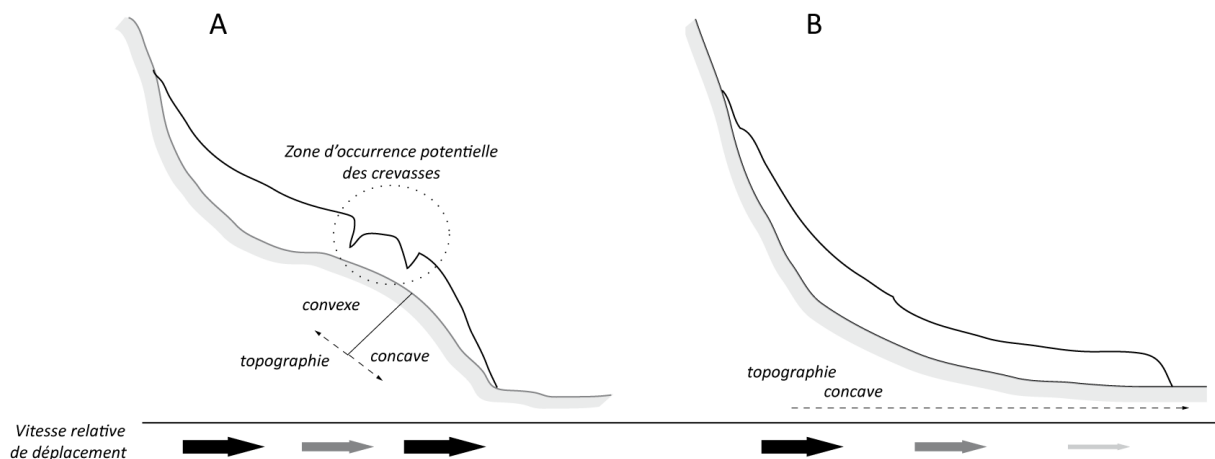 A
B
Zone d'occurrence potentielle
des crevasses
convexe
topographie
concave
topographie
concave
Vitesse relative
de déplacement